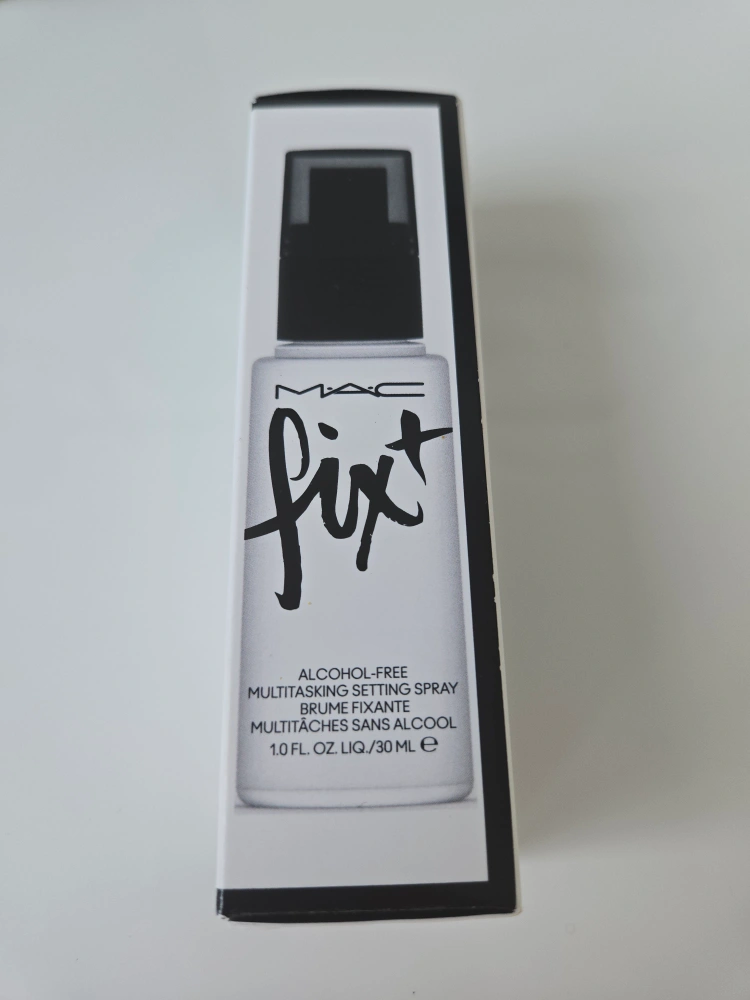 M·A·C
fix+
ALCOHOL-FREE
MULTITASKING SETTING SPRAY
BRUME FIXANTE
MULTITÂCHES SANS ALCOOL
1.0 FL. OZ. LIQ./30 ML ℮